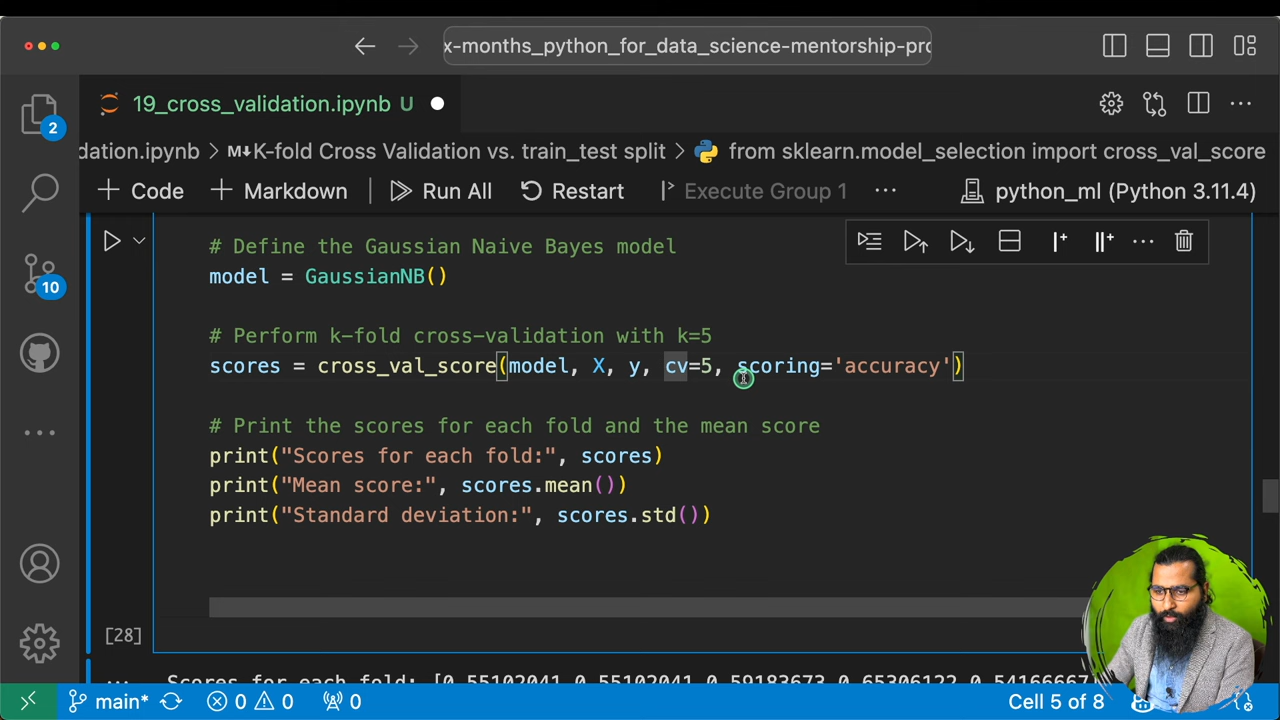 x-months_python_for_data_science-mentorship-pro
19_cross_validation.ipynb U
dation.ipynb > M↓K-fold Cross Validation vs. train_test split > from sklearn.model_selection import cross_val_score
+ Code + Markdown | Run All Restart Execute Group 1 ... python_ml (Python 3.11.4)
2
# Define the Gaussian Naive Bayes model
model = GaussianNB()
10
# Perform k-fold cross-validation with k=5
scores = cross_val_score(model, X, y, cv=5, scoring='accuracy')
# Print the scores for each fold and the mean score
print("Scores for each fold:", scores)
print("Mean score:", scores.mean())
print("Standard deviation:", scores.std())
[28]
Scores for each fold: [0.55102041 0.55102041 0.59183673 0.65306122 0.54166667
main* 0 0 0 Cell 5 of 8